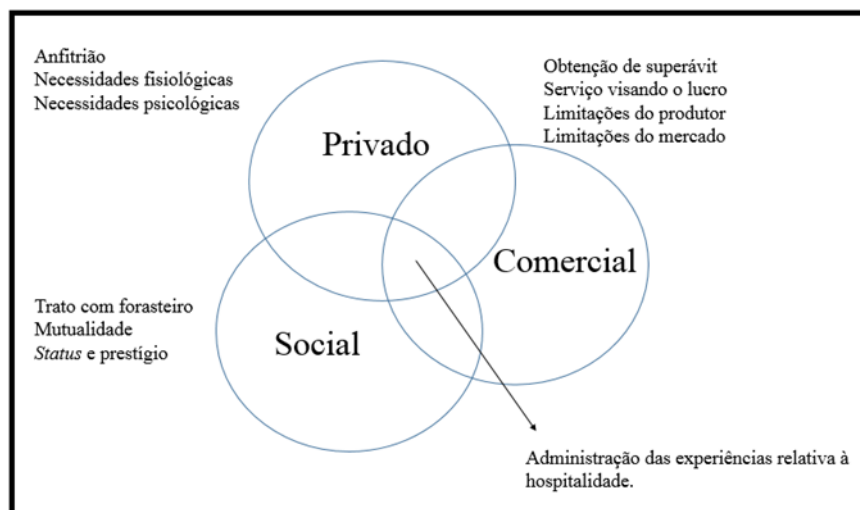 Anfitrião
Necessidades fisiológicas
Necessidades psicológicas
Obtenção de superávit
Serviço visando o lucro
Limitações do produtor
Limitações do mercado
Privado
Comercial
Trato com forasteiro
Mutualidade
Status e prestígio
Social
Administração das experiências relativa à
hospitalidade.